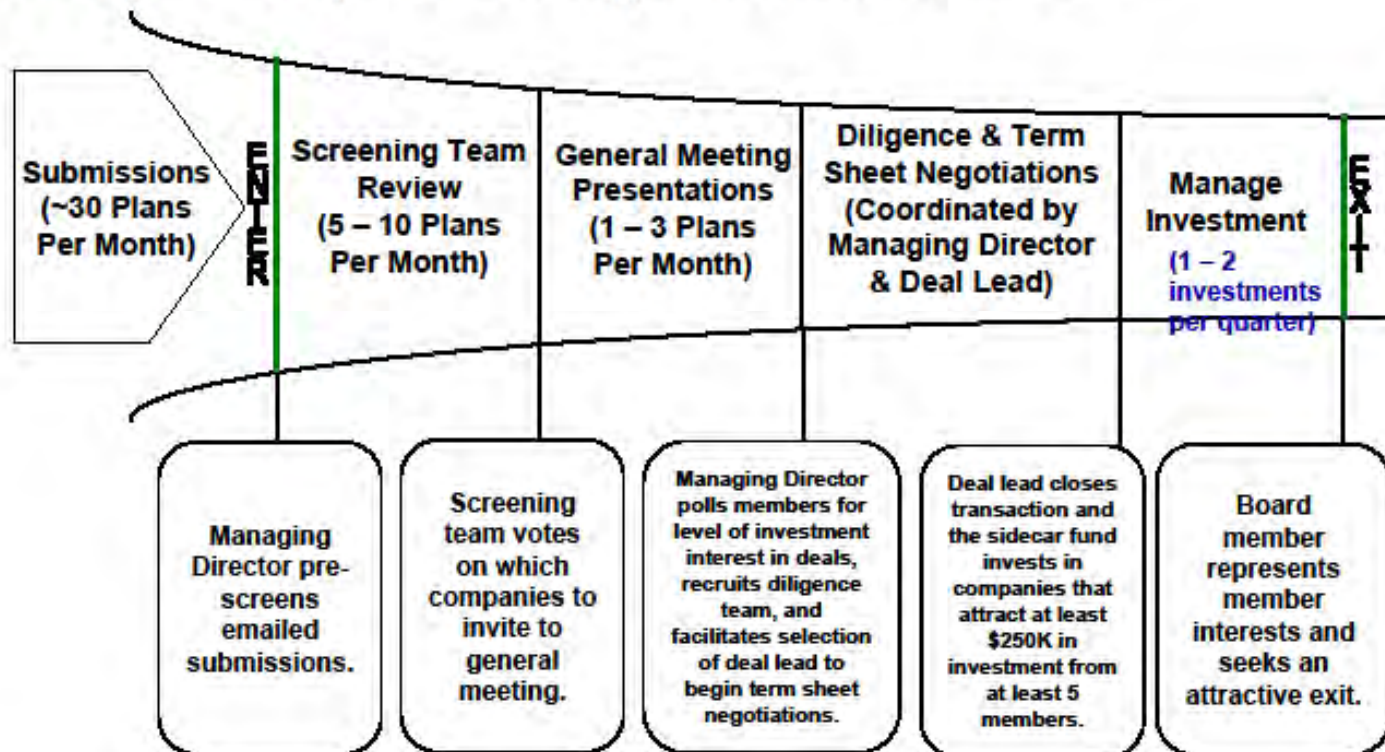 Submissions
(~30 Plans
Per Month)
ENTER
Screening Team
Review
(5 – 10 Plans
Per Month)
General Meeting
Presentations
(1 – 3 Plans
Per Month)
Diligence & Term
Sheet Negotiations
(Coordinated by
Managing Director
& Deal Lead)
Manage
Investment
(1 – 2
investments
per quarter)
EXIT
Managing
Director pre-
screens
emailed
submissions.
Screening
team votes
on which
companies to
invite to
general
meeting.
Managing Director
polls members for
level of investment
interest in deals,
recruits diligence
team, and
facilitates selection
of deal lead to
begin term sheet
negotiations.
Deal lead closes
transaction and
the sidecar fund
invests in
companies that
attract at least
$250K in
investment from
at least 5
members.
Board
member
represents
member
interests and
seeks an
attractive exit.